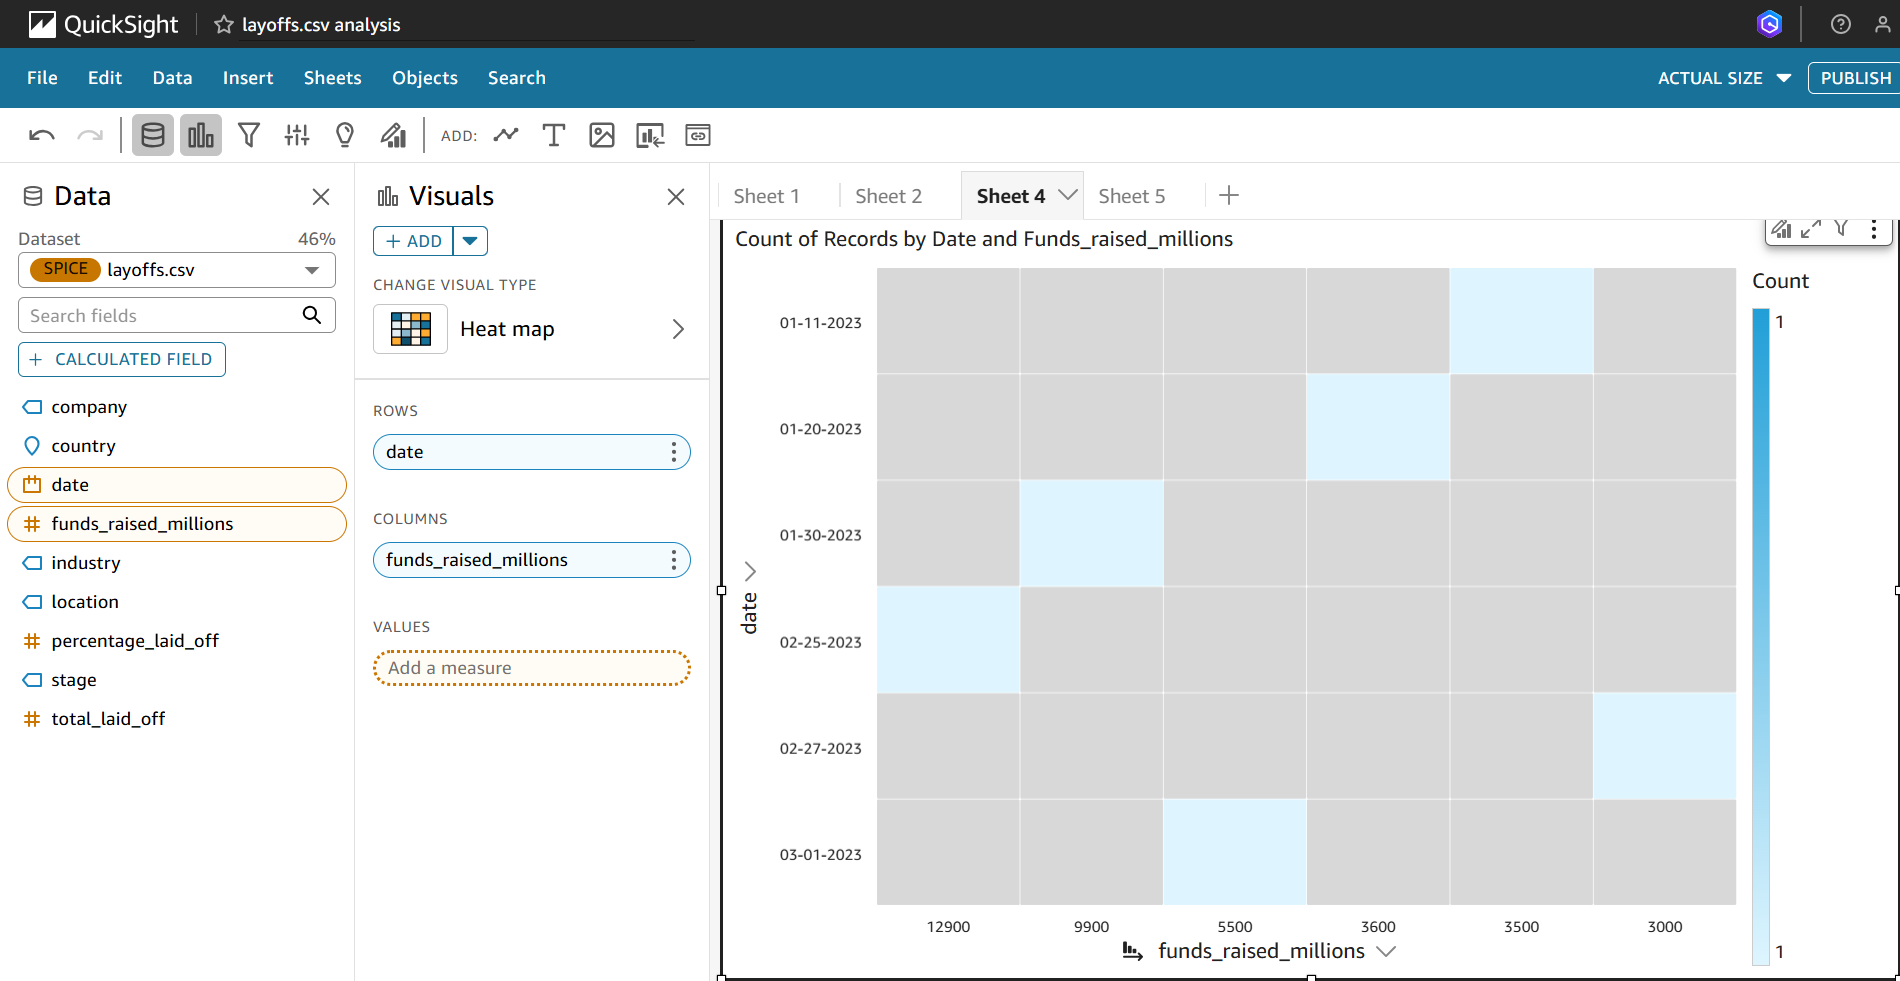 QuickSight
layoffs.csv analysis
File Edit Data Insert Sheets Objects Search
ACTUAL SIZE
PUBLISH
ADD:
Data
Dataset 46%
SPICE layoffs.csv
Search fields
+ CALCULATED FIELD
company
country
date
funds_raised_millions
industry
location
percentage_laid_off
stage
total_laid_off
Visuals
+ ADD
CHANGE VISUAL TYPE
Heat map
ROWS
date
COLUMNS
funds_raised_millions
VALUES
Add a measure
Sheet 1 Sheet 2 Sheet 4 Sheet 5 +
Count of Records by Date and Funds_raised_millions
date
01-11-2023
01-20-2023
01-30-2023
02-25-2023
02-27-2023
03-01-2023
12900 9900 5500 3600 3500 3000
funds_raised_millions
Count
1
1